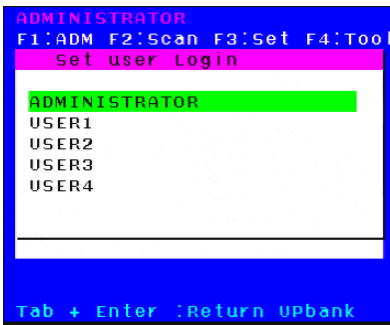 ADMINISTRATOR
F1:ADM F2:Scan F3:Set F4:Too
Set user Login
ADMINISTRATOR
USER1
USER2
USER3
USER4
Tab + Enter :Return UPbank